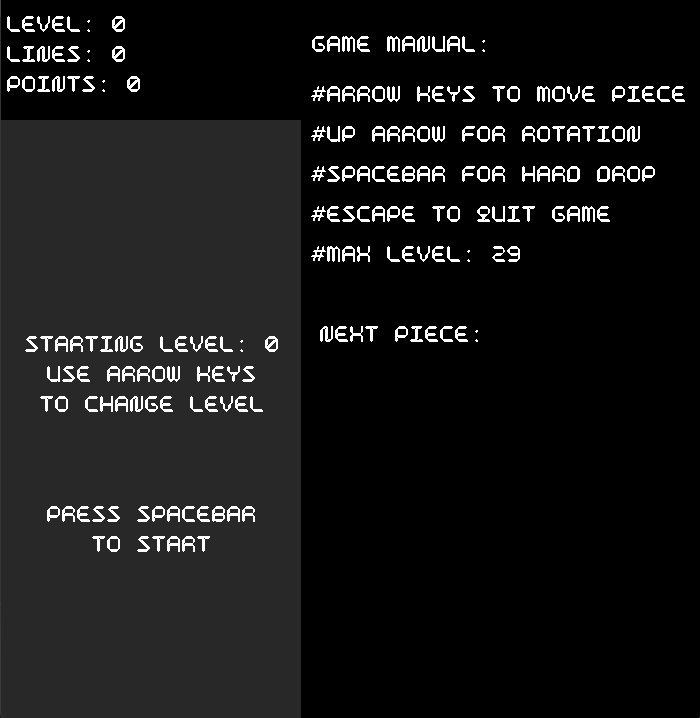 LEVEL: 0
LINES: 0
POINTS: 0
GAME MANUAL:
#ARROW KEYS TO MOVE PIECE
#UP ARROW FOR ROTATION
#SPACEBAR FOR HARD DROP
#ESCAPE TO QUIT GAME
#MAX LEVEL: 29
NEXT PIECE:
STARTING LEVEL: 0
USE ARROW KEYS
TO CHANGE LEVEL
PRESS SPACEBAR
TO START